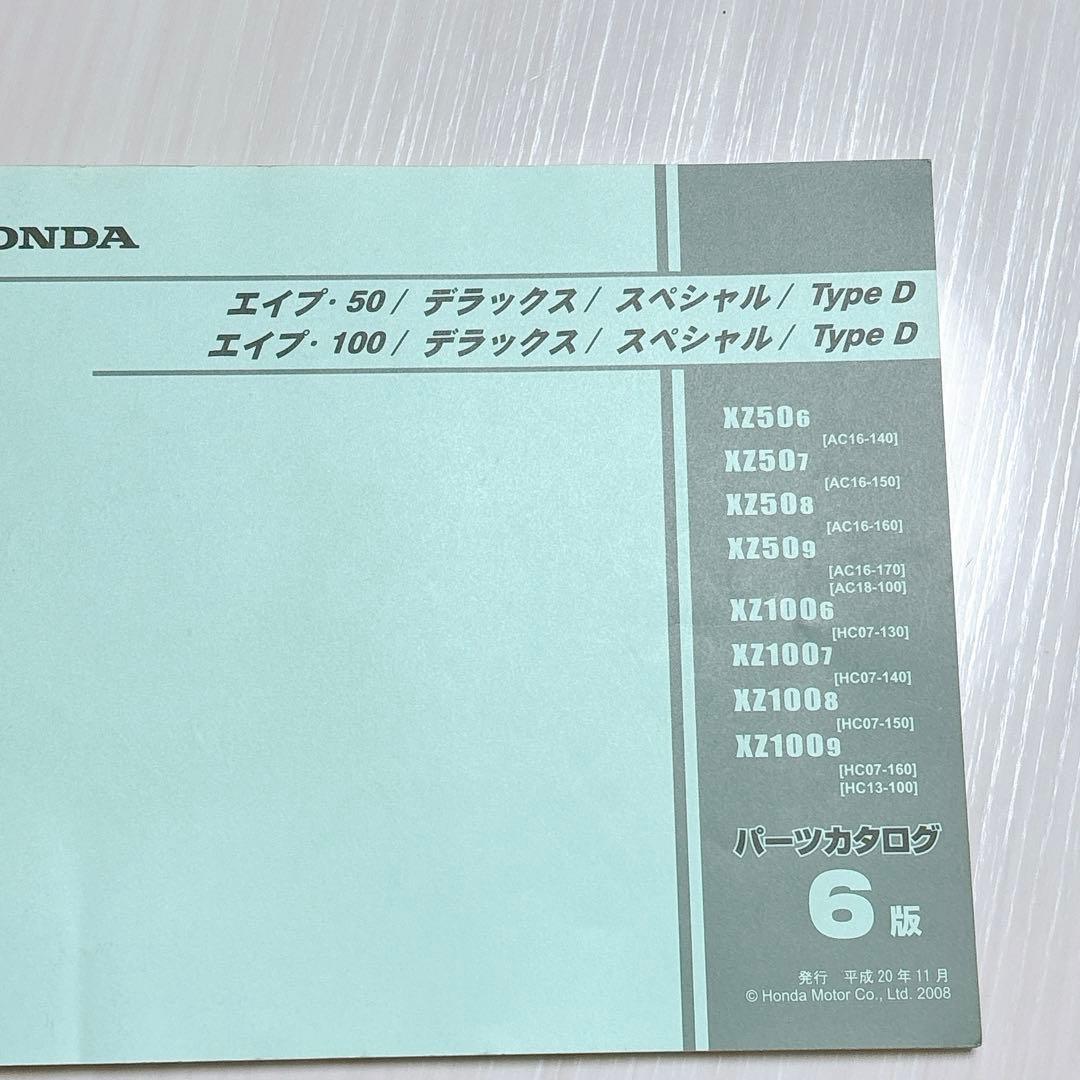 ONDA
エイプ・50/ デラックス/ スペシャル/ Type D
エイプ・100/ デラックス/ スペシャル/ Type D
XZ506
[AC16-140]
XZ507
[AC16-150]
XZ508
[AC16-160]
XZ509
[AC16-170]
[AC18-100]
XZ1006
[HC07-130]
XZ1007
[HC07-140]
XZ1008
[HC07-150]
XZ1009
[HC07-160]
[HC13-100]
パーツカタログ
6版
発行 平成20年11月
© Honda Motor Co., Ltd. 2008